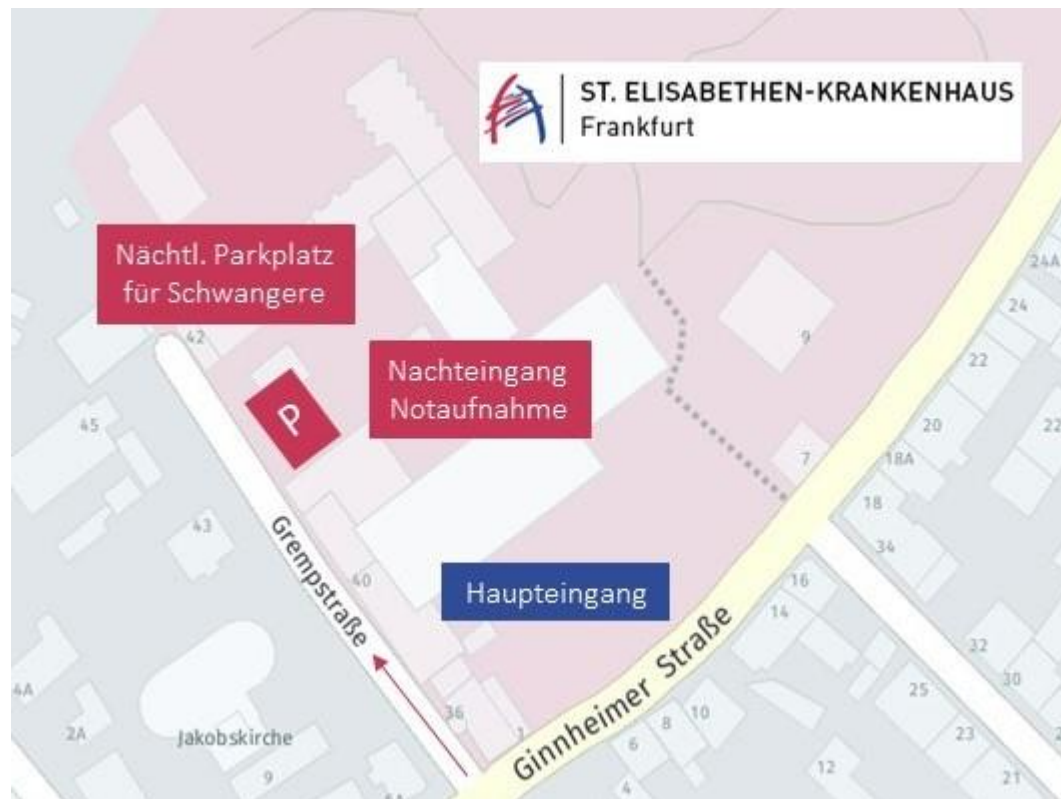 ST. ELISABETHEN-KRANKENHAUS
Frankfurt
Nächtl. Parkplatz
für Schwangere
24A
24
42
9
Nachteingang
Notaufnahme
22
P
45
20
22
7
18A
18
43
34
Grempstraße
40
16
Haupteingang
14
32
30
4A
25
36
10
2A
Jakobskirche
1
8
23
Ginnheimer Straße
6
9
12
21
4